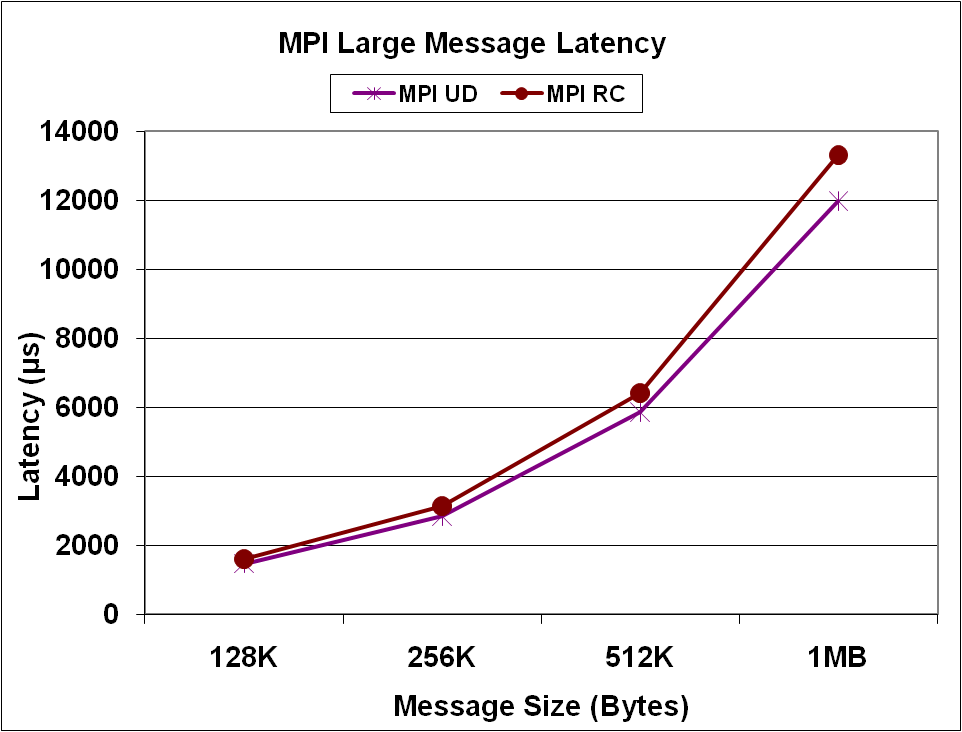 MPI Large Message Latency
MPI UD MPI RC
14000
12000
10000
8000
6000
4000
2000
0
Latency (µs)
128K 256K 512K 1MB
Message Size (Bytes)